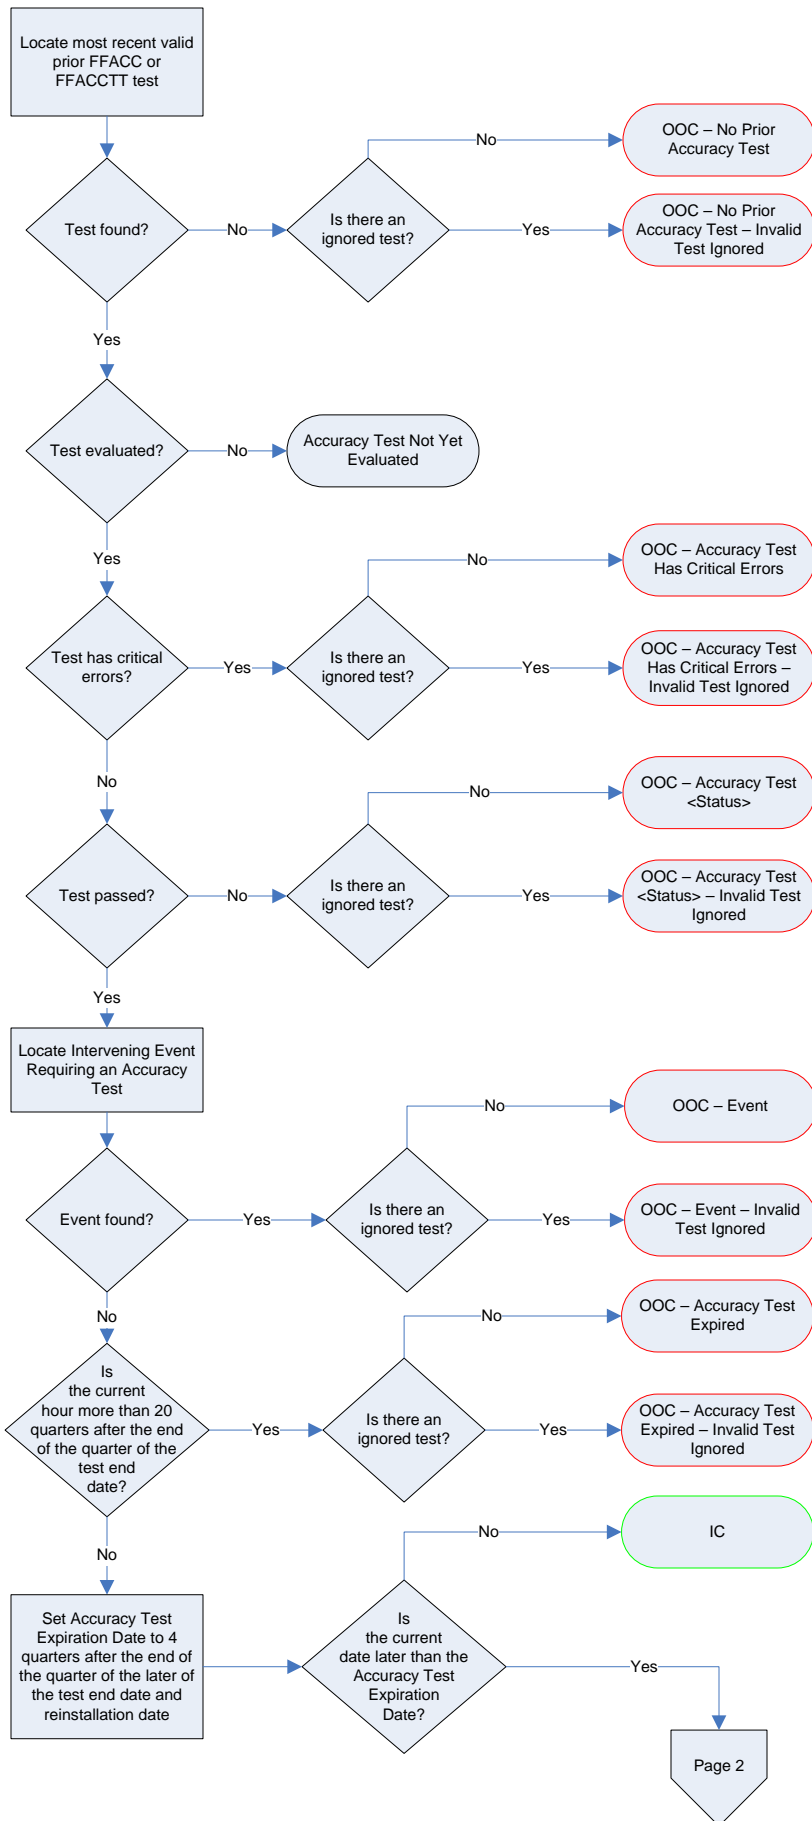 Locate most recent valid
prior FFACC or
FFACCTT test
No
OOC – No Prior
Accuracy Test
Test found?
No
Is there an
ignored test?
Yes
OOC – No Prior
Accuracy Test – Invalid
Test Ignored
Yes
Test evaluated?
No
Accuracy Test Not Yet
Evaluated
Yes
No
OOC – Accuracy Test
Has Critical Errors
Test has critical
errors?
Yes
Is there an
ignored test?
Yes
OOC – Accuracy Test
Has Critical Errors –
Invalid Test Ignored
No
No
OOC – Accuracy Test
<Status>
Test passed?
No
Is there an
ignored test?
Yes
OOC – Accuracy Test
<Status> – Invalid Test
Ignored
Yes
Locate Intervening Event
Requiring an Accuracy
Test
No
OOC – Event
Event found?
Yes
Is there an
ignored test?
Yes
OOC – Event – Invalid
Test Ignored
No
No
OOC – Accuracy Test
Expired
Is
the current
hour more than 20
quarters after the end
of the quarter of the
test end
date?
Yes
Is there an
ignored test?
Yes
OOC – Accuracy Test
Expired – Invalid Test
Ignored
No
No
IC
Set Accuracy Test
Expiration Date to 4
quarters after the end of
the quarter of the later of
the test end date and
reinstallation date
Is
the current
date later than the
Accuracy Test
Expiration
Date?
Yes
Page 2